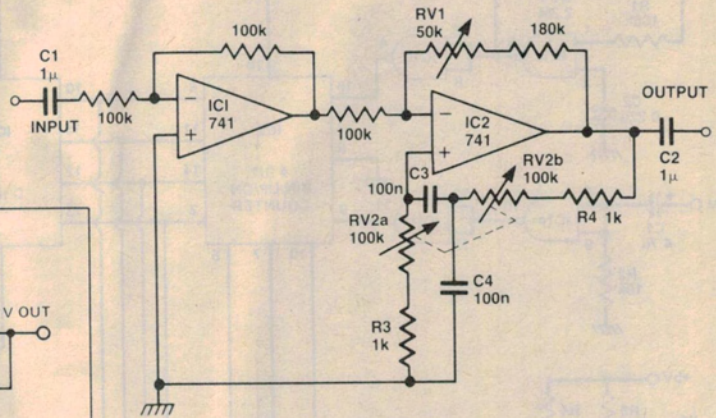 C1
1μ
INPUT
100k
100k
IC1
741
100k
RV1
50k
180k
IC2
741
OUTPUT
C2
1μ
C3
100n
RV2b
100k
R4 1k
RV2a
100k
C4
100n
R3
1k
V OUT